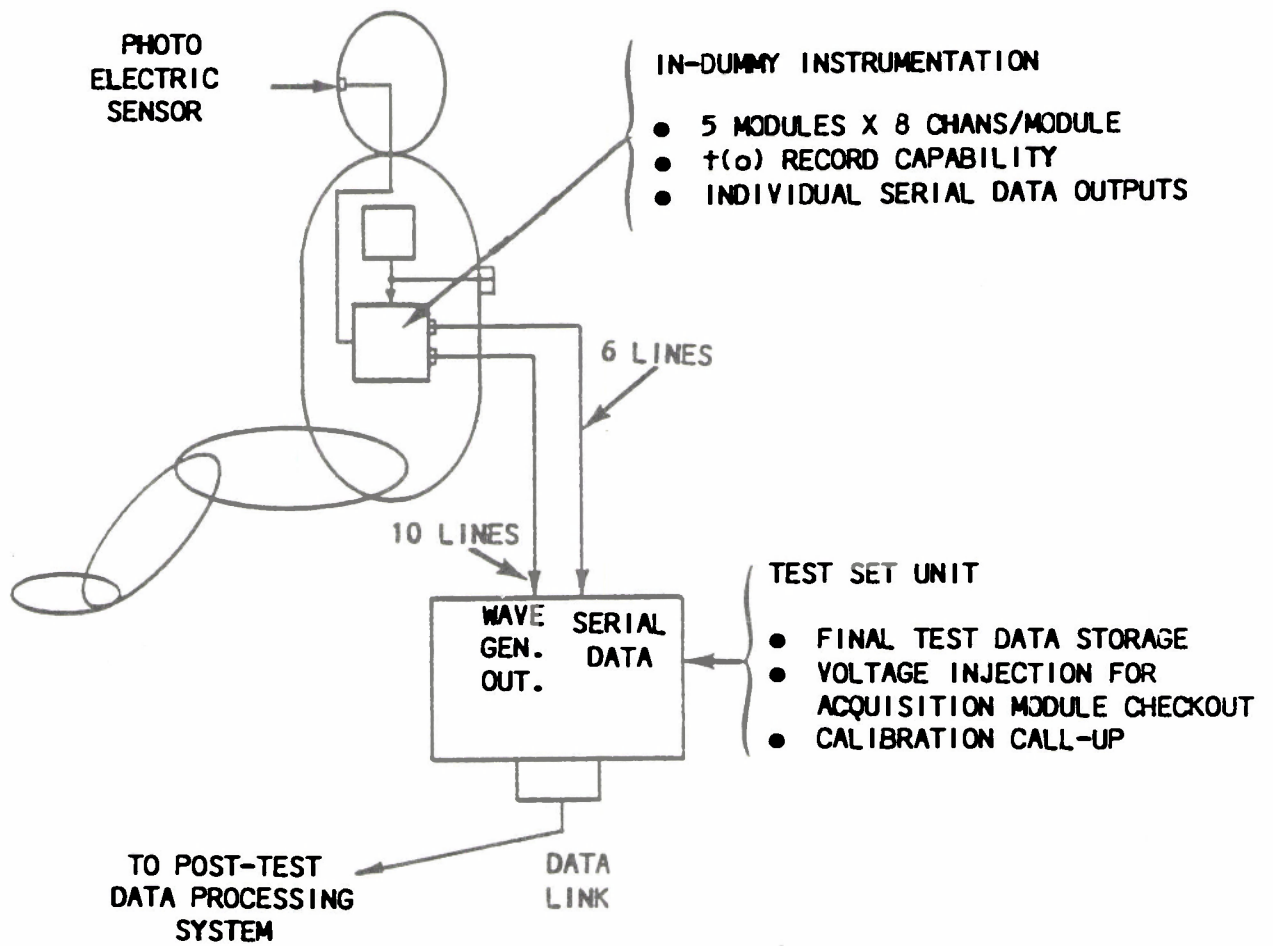 PHOTO
ELECTRIC
SENSOR
IN-DUMMY INSTRUMENTATION
● 5 MODULES X 8 CHANS/MODULE
● t(o) RECORD CAPABILITY
● INDIVIDUAL SERIAL DATA OUTPUTS
6 LINES
10 LINES
WAVE
GEN.
OUT.
SERIAL
DATA
TEST SET UNIT
● FINAL TEST DATA STORAGE
● VOLTAGE INJECTION FOR
ACQUISITION MODULE CHECKOUT
● CALIBRATION CALL-UP
TO POST-TEST
DATA PROCESSING
SYSTEM
DATA
LINK